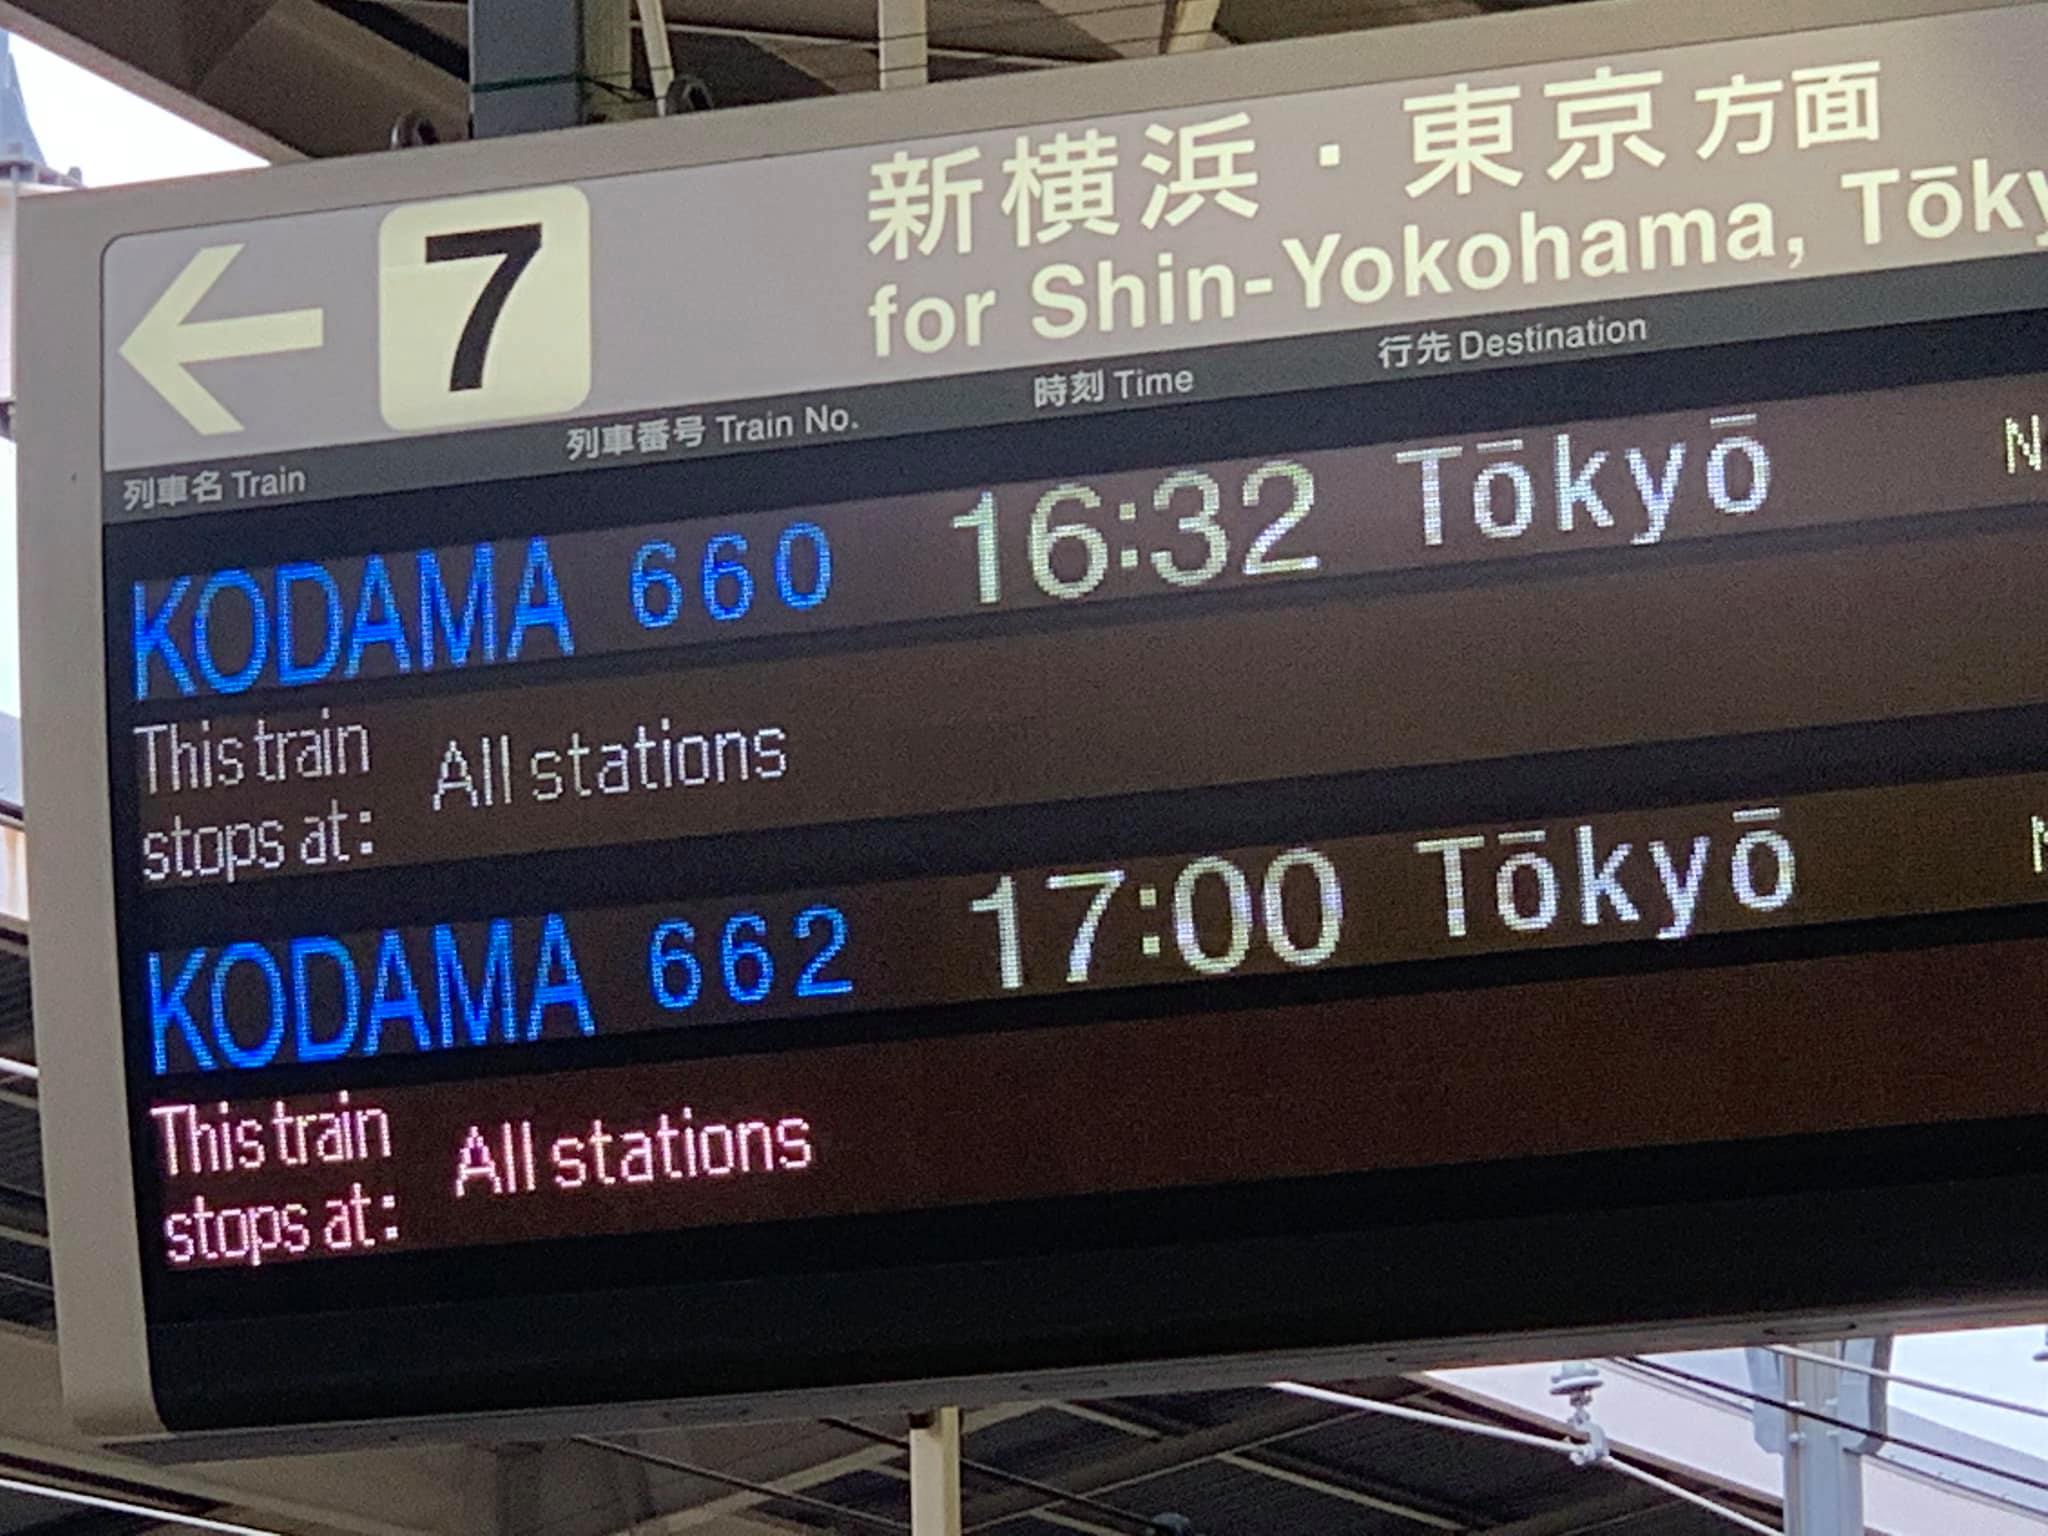 ← 7 新横浜・東京方面
for Shin-Yokohama,
列車名 Train 列車番号 Train No. 時刻 Time 行先 Destination
KODAMA 660 16:32 Tōkyō
This train stops at: All stations
KODAMA 662 17:00 Tōkyō
This train stops at: All stations